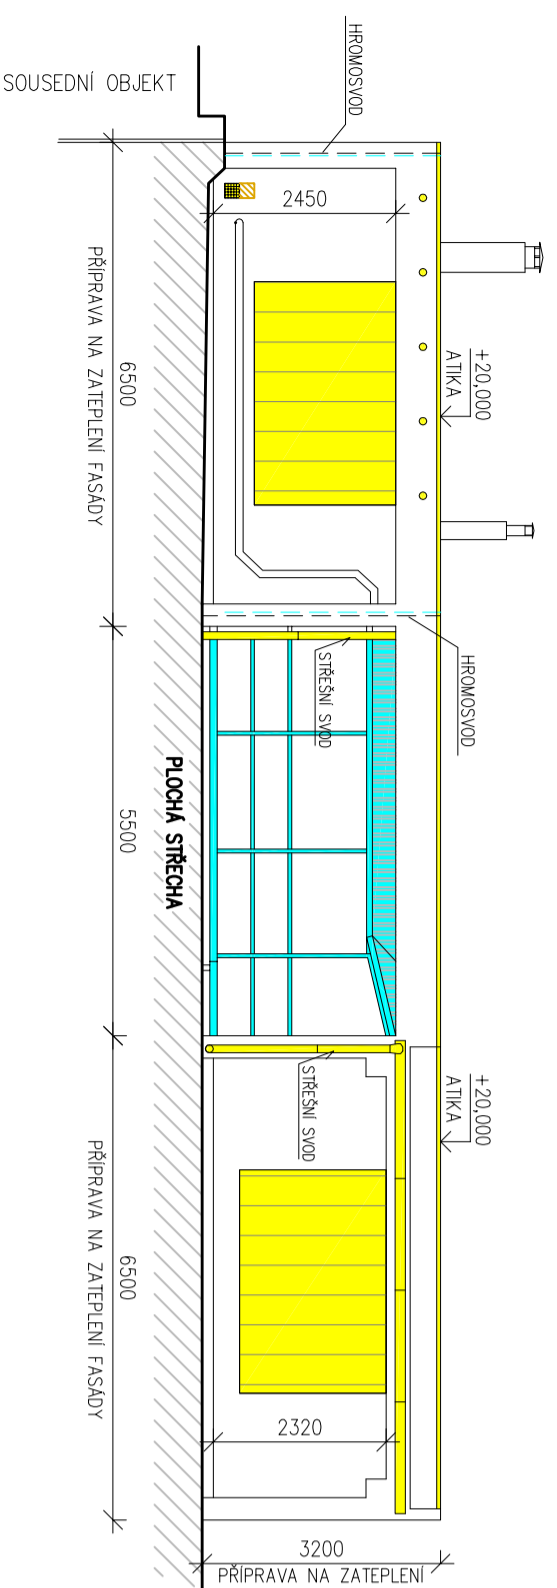 SOUSEDNÍ OBJEKT
HROMOSVOD
2450
+20,000
ATIKA
6500
PŘÍPRAVA NA ZATEPLENÍ FASÁDY
HROMOSVOD
STŘEŠNÍ SVOD
PLOCHÁ STŘECHA
5500
+20,000
ATIKA
STŘEŠNÍ SVOD
6500
PŘÍPRAVA NA ZATEPLENÍ FASÁDY
2320
3200
PŘÍPRAVA NA ZATEPLENÍ